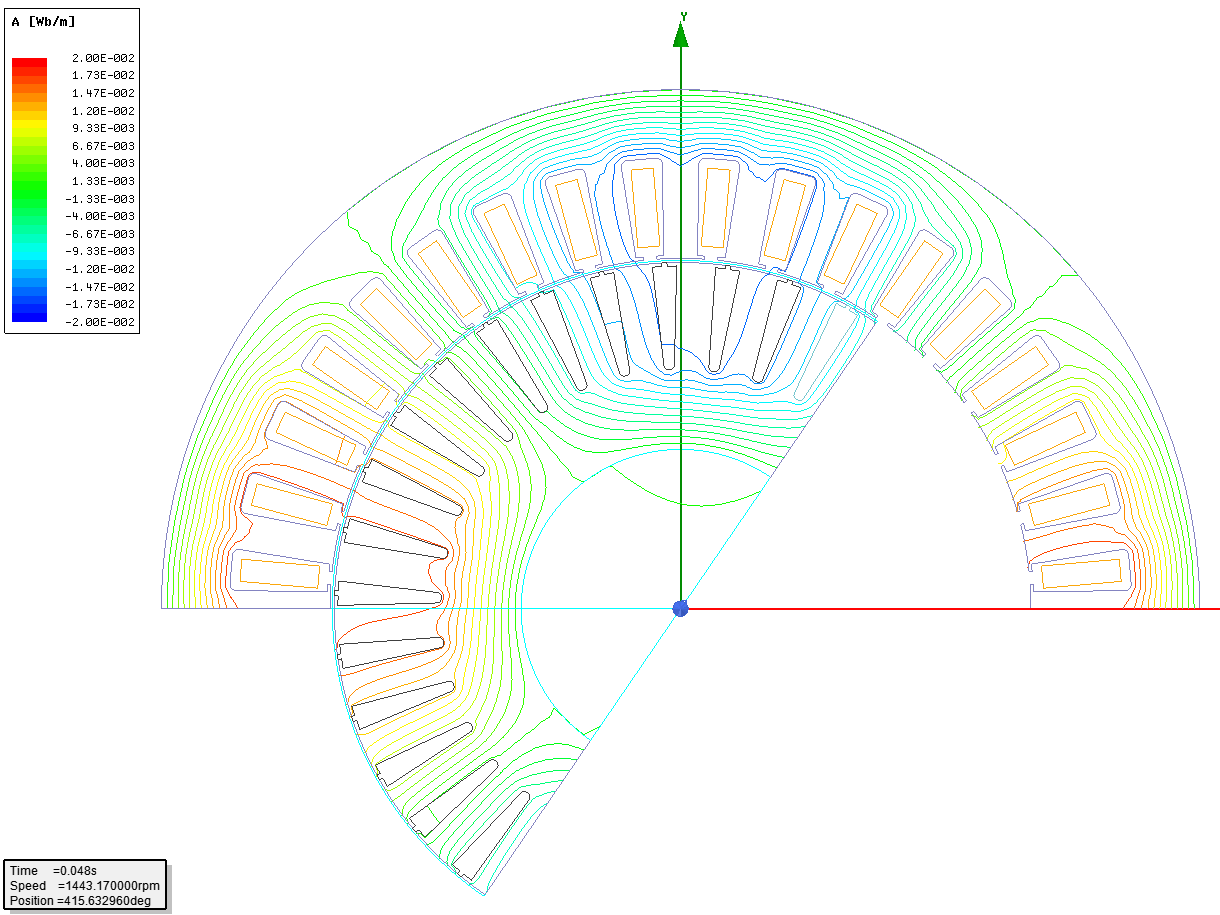 A [Wb/m]
2.00E-002
1.73E-002
1.47E-002
1.20E-002
9.33E-003
6.67E-003
4.00E-003
1.33E-003
-1.33E-003
-4.00E-003
-6.67E-003
-9.33E-003
-1.20E-002
-1.47E-002
-1.73E-002
-2.00E-002
Y
Time =0.048s
Speed =1443.170000rpm
Position =415.632960deg